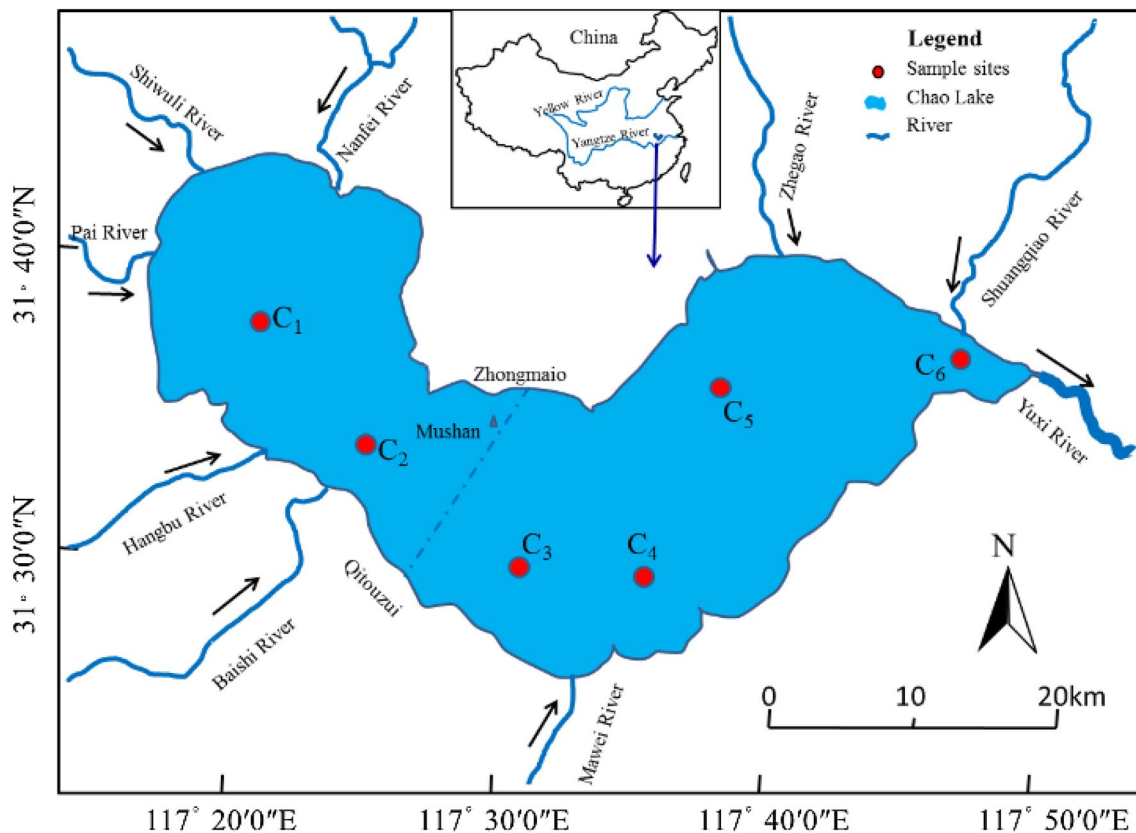 China
Yellow River
Yangtze River
Legend
Sample sites
Chao Lake
River
Shiwuli River
Nanfei River
Zhegao River
Shuangqiao River
Pai River
31° 40′0″N
C1
C6
C5
Zhongmaio
Mushan
C2
Yuxi River
Hangbu River
31° 30′0″N
C3
C4
Qitouzui
N
Baishi River
Mawei River
0 10 20km
117° 20′0″E 117° 30′0″E 117° 40′0″E 117° 50′0″E